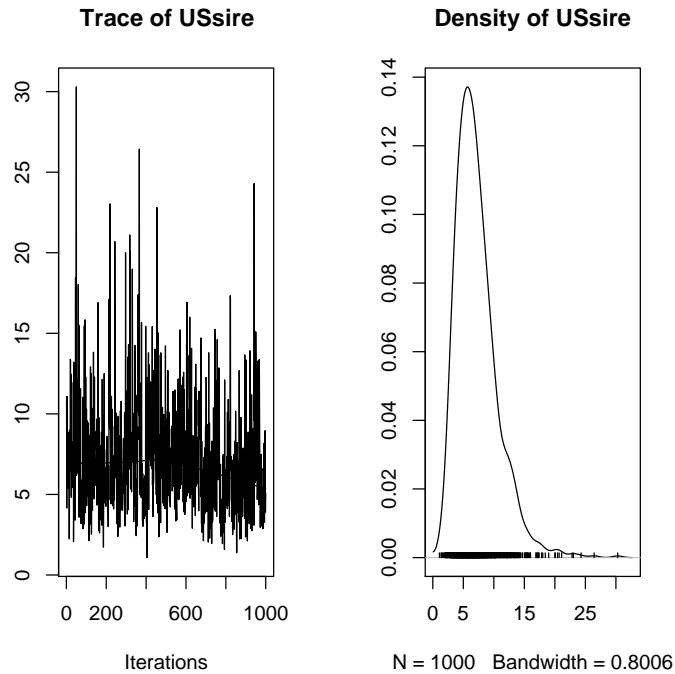 Trace of USsire
30
25
20
15
10
5
0
0 200 600 1000
Iterations
Density of USsire
0.14
0.12
0.10
0.08
0.06
0.04
0.02
0.00
0 5 15 25
N = 1000 Bandwidth = 0.8006